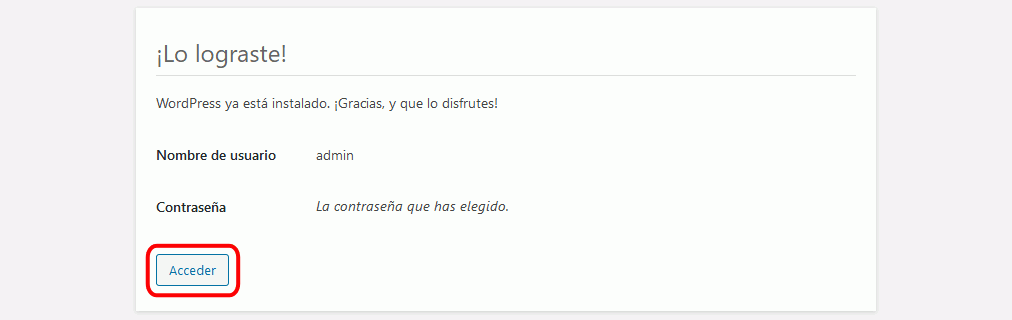 ¡Lo lograste!
WordPress ya está instalado. ¡Gracias, y que lo disfrutes!
Nombre de usuario admin
Contraseña La contraseña que has elegido.
Acceder